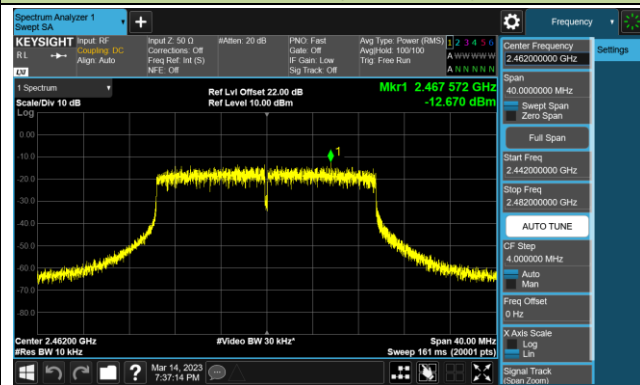 Spectrum Analyzer 1
Swept SA
Frequency
KEYSIGHT
RL
LXI
Input: RF
Coupling: DC
Align: Auto
Input Z: 50 Ω
Corrections: Off
Freq Ref: Int (S)
NFE: Off
#Atten: 20 dB
PNO: Fast
Gate: Off
IF Gain: Low
Sig Track: Off
Avg Type: Power (RMS)
Avg|Hold: 100/100
Trig: Free Run
1 2 3 4 5 6
A W W W W W
A N N N N N
1 Spectrum
Scale/Div 10 dB
Log
Ref Lvl Offset 22.00 dB
Ref Level 10.00 dBm
Mkr1 2.467 572 GHz
-12.670 dBm
1
0.00
-10.0
-20.0
-30.0
-40.0
-50.0
-60.0
-70.0
-80.0
Center 2.46200 GHz
#Res BW 10 kHz
#Video BW 30 kHz*
Span 40.00 MHz
Sweep 161 ms (20001 pts)
Mar 14, 2023
7:37:14 PM
Center Frequency
2.462000000 GHz
Settings
Span
40.0000000 MHz
Swept Span
Zero Span
Full Span
Start Freq
2.442000000 GHz
Stop Freq
2.482000000 GHz
AUTO TUNE
CF Step
4.000000 MHz
Auto
Man
Freq Offset
0 Hz
X Axis Scale
Log
Lin
Signal Track
(Span Zoom)